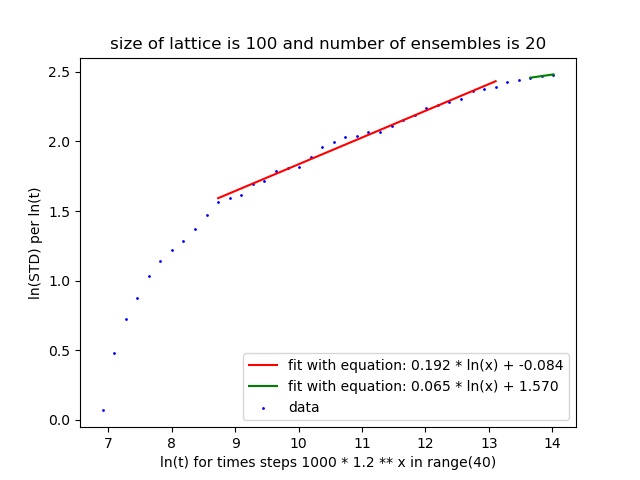 size of lattice is 100 and number of ensembles is 20
ln(STD) per ln(t)
2.5
2.0
1.5
1.0
0.5
0.0
fit with equation: 0.192 * ln(x) + -0.084
fit with equation: 0.065 * ln(x) + 1.570
data
7 8 9 10 11 12 13 14
ln(t) for times steps 1000 * 1.2 ** x in range(40)